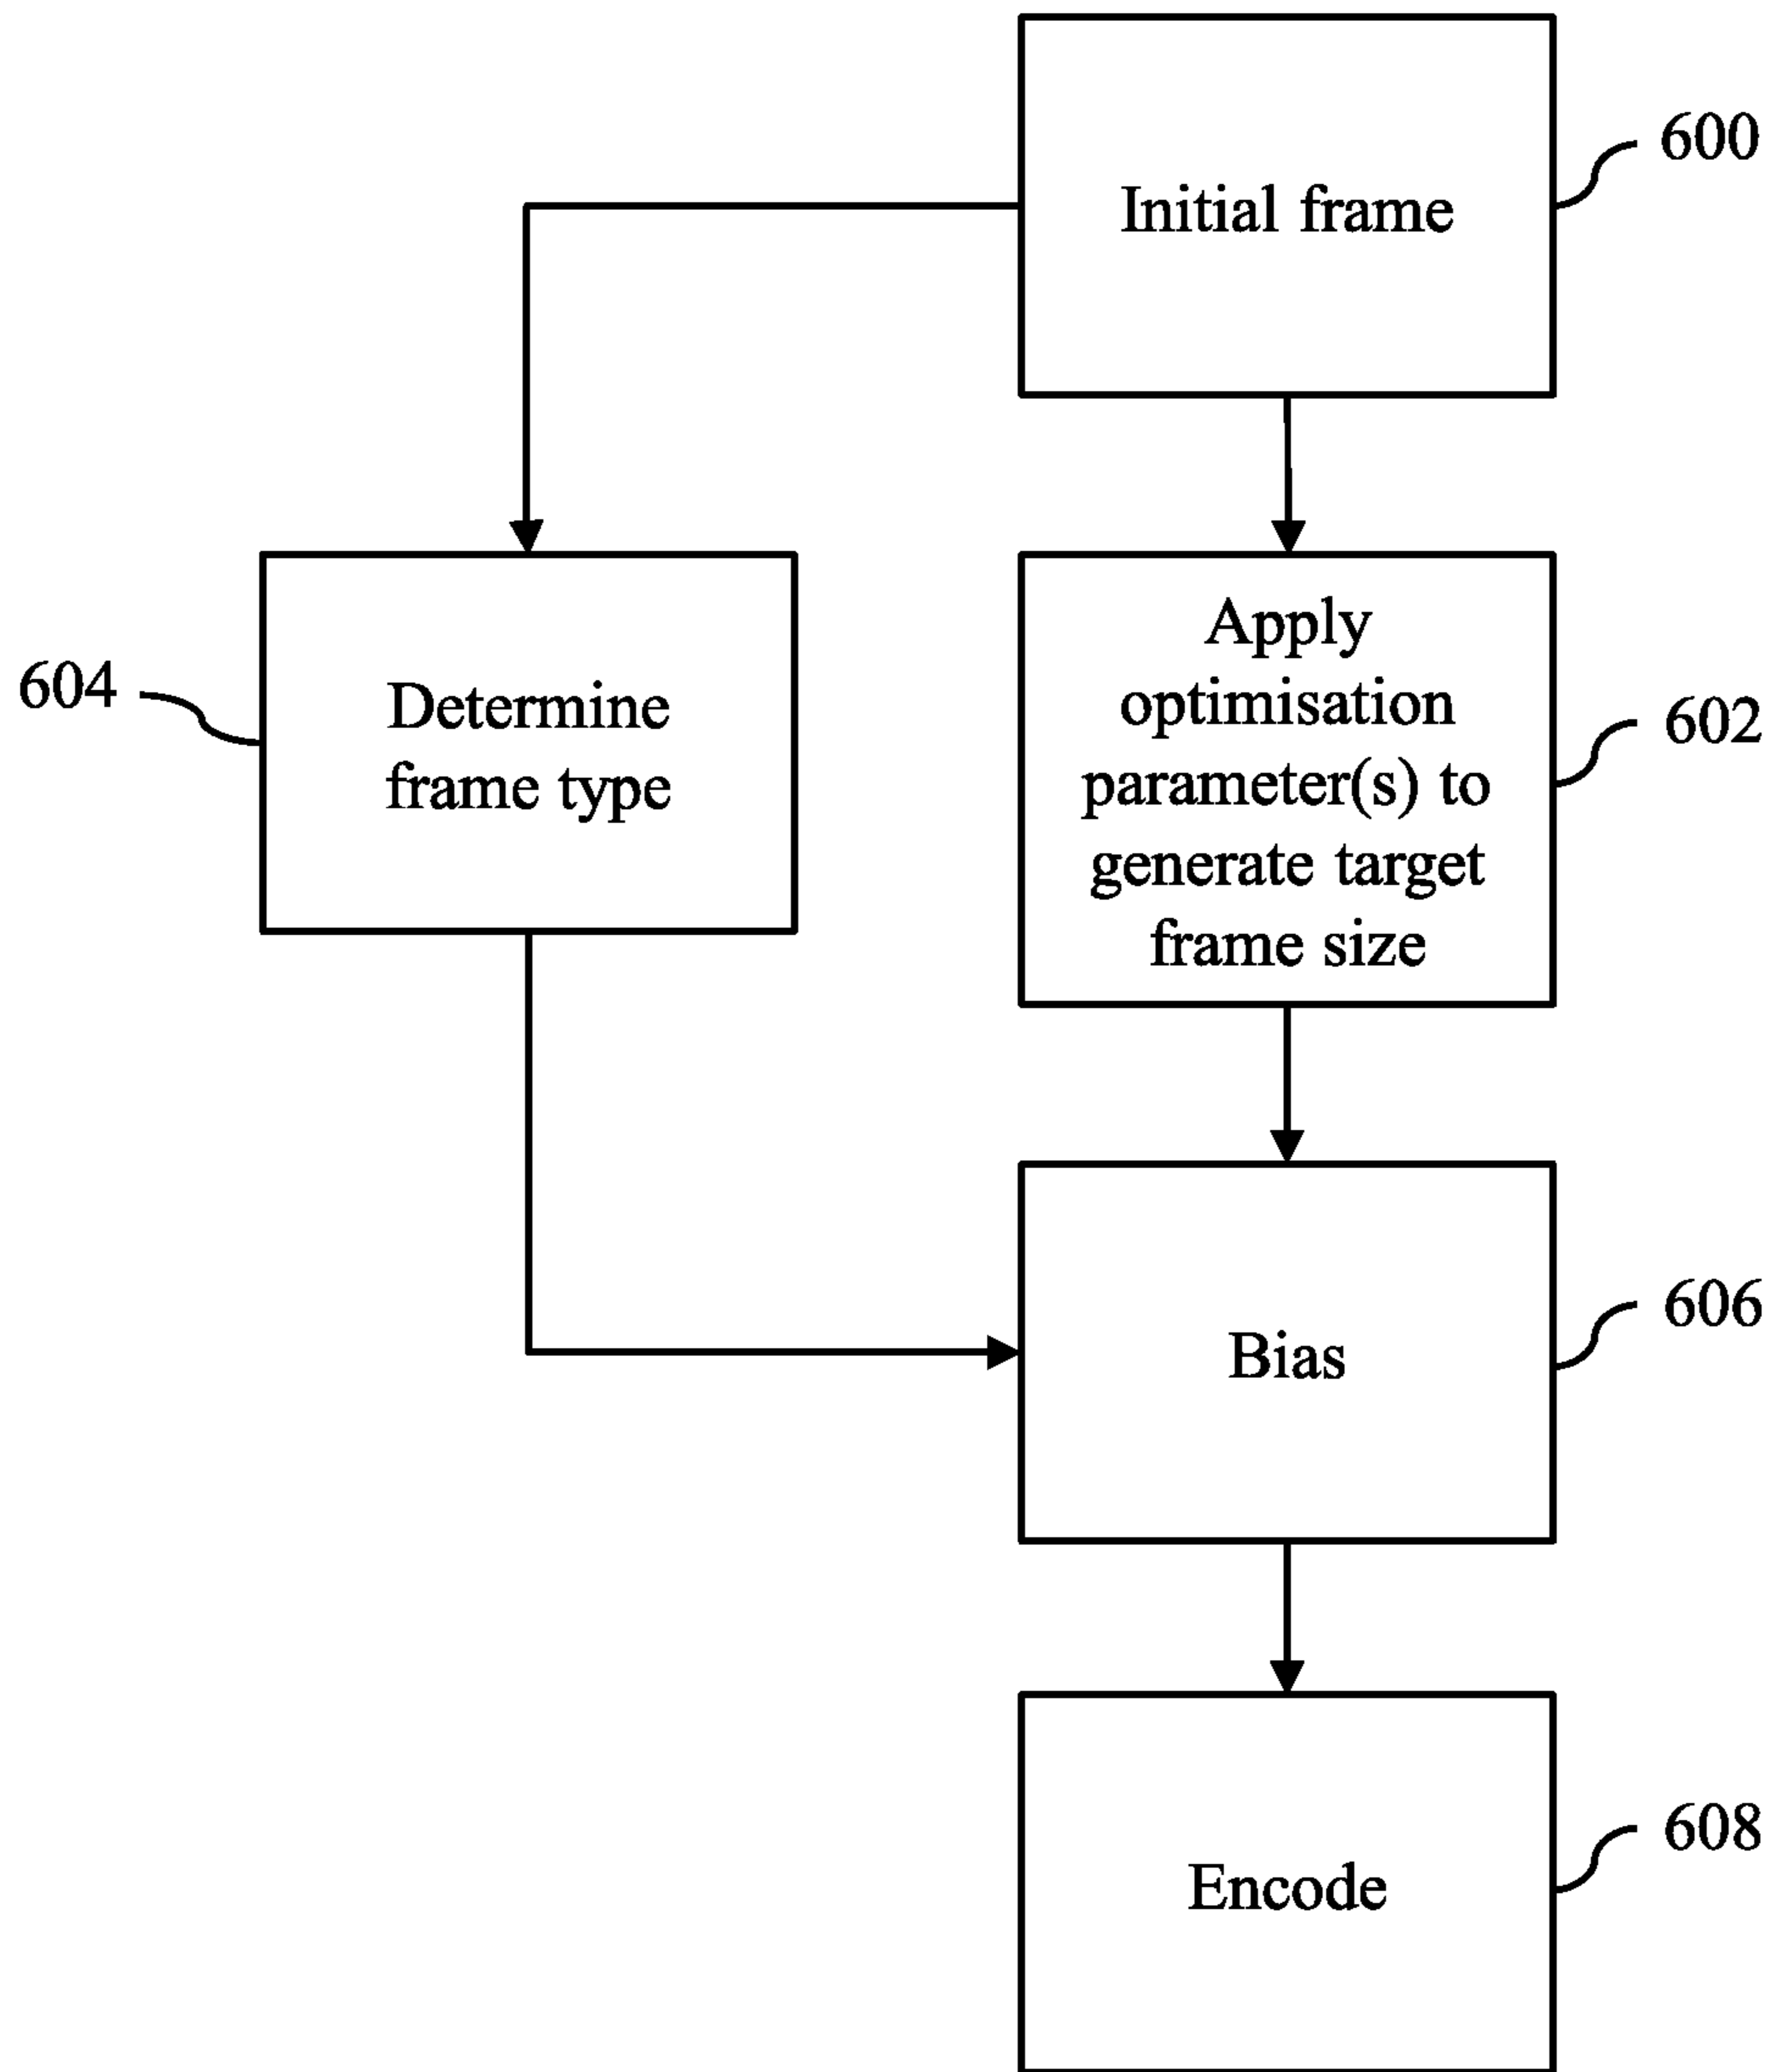 Initial frame
600
604
Determine
frame type
Apply
optimisation
parameter(s) to
generate target
frame size
602
Bias
606
Encode
608